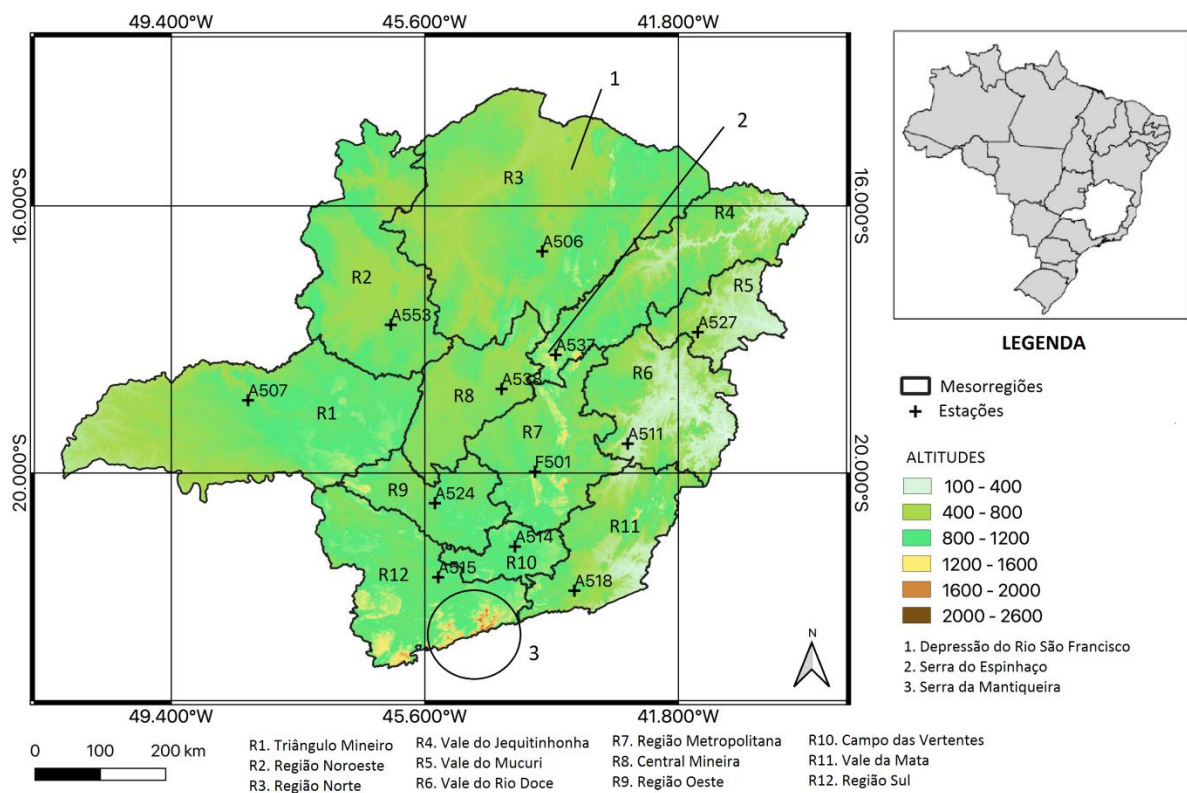 49.400°W 45.600°W 41.800°W
1
2
R3
16.000°S 16.000°S
R4
A506
R2
R5
A553
A527
A537
R6
A507
A538
R8
R1
R7
A511
F501
20.000°S 20.000°S
R9
A524
R11
A514
R10
R12
A515
A518
3
N
49.400°W 45.600°W 41.800°W
LEGENDA
Mesorregiões
Estações
ALTITUDES
100 - 400
400 - 800
800 - 1200
1200 - 1600
1600 - 2000
2000 - 2600
1. Depressão do Rio São Francisco
2. Serra do Espinhaço
3. Serra da Mantiqueira
0 100 200 km
R1. Triângulo Mineiro R4. Vale do Jequitinhonha R7. Região Metropolitana R10. Campo das Vertentes
R2. Região Noroeste R5. Vale do Mucuri R8. Central Mineira R11. Vale da Mata
R3. Região Norte R6. Vale do Rio Doce R9. Região Oeste R12. Região Sul